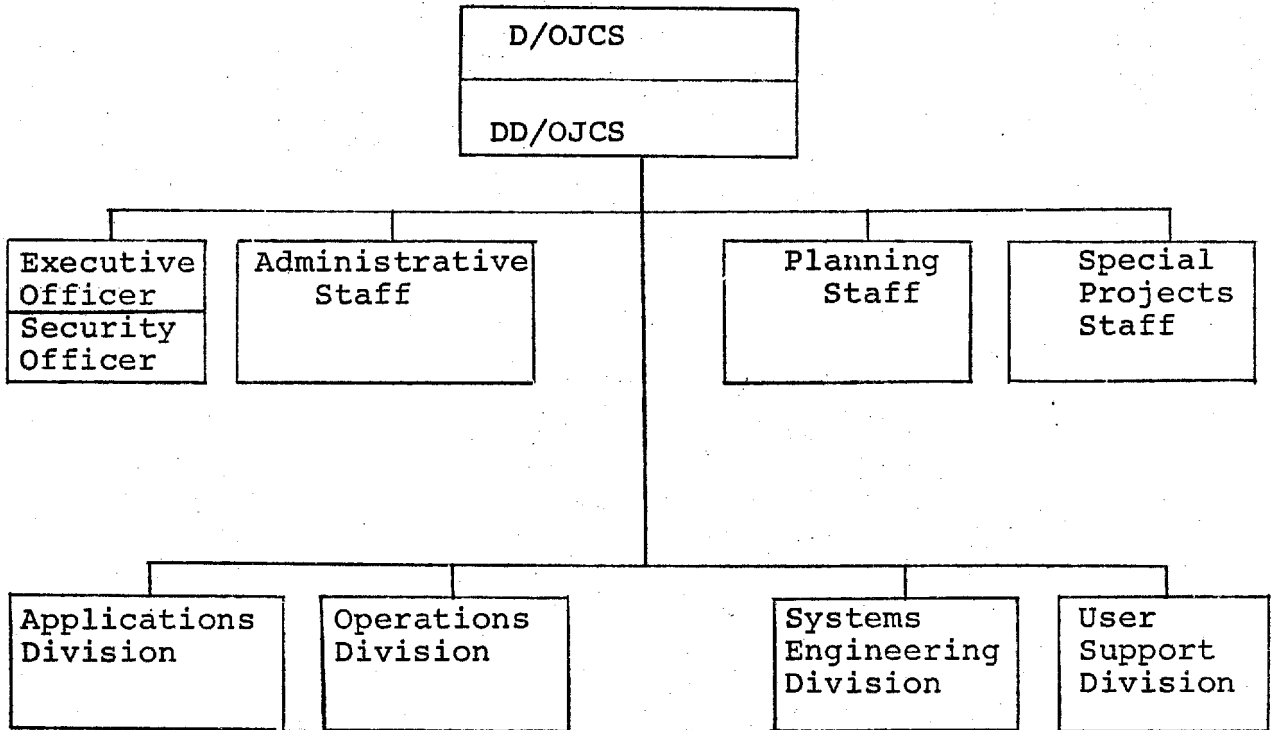 D/OJCS
DD/OJCS
Executive
Officer
Security
Officer
Administrative
Staff
Planning
Staff
Special
Projects
Staff
Applications
Division
Operations
Division
Systems
Engineering
Division
User
Support
Division